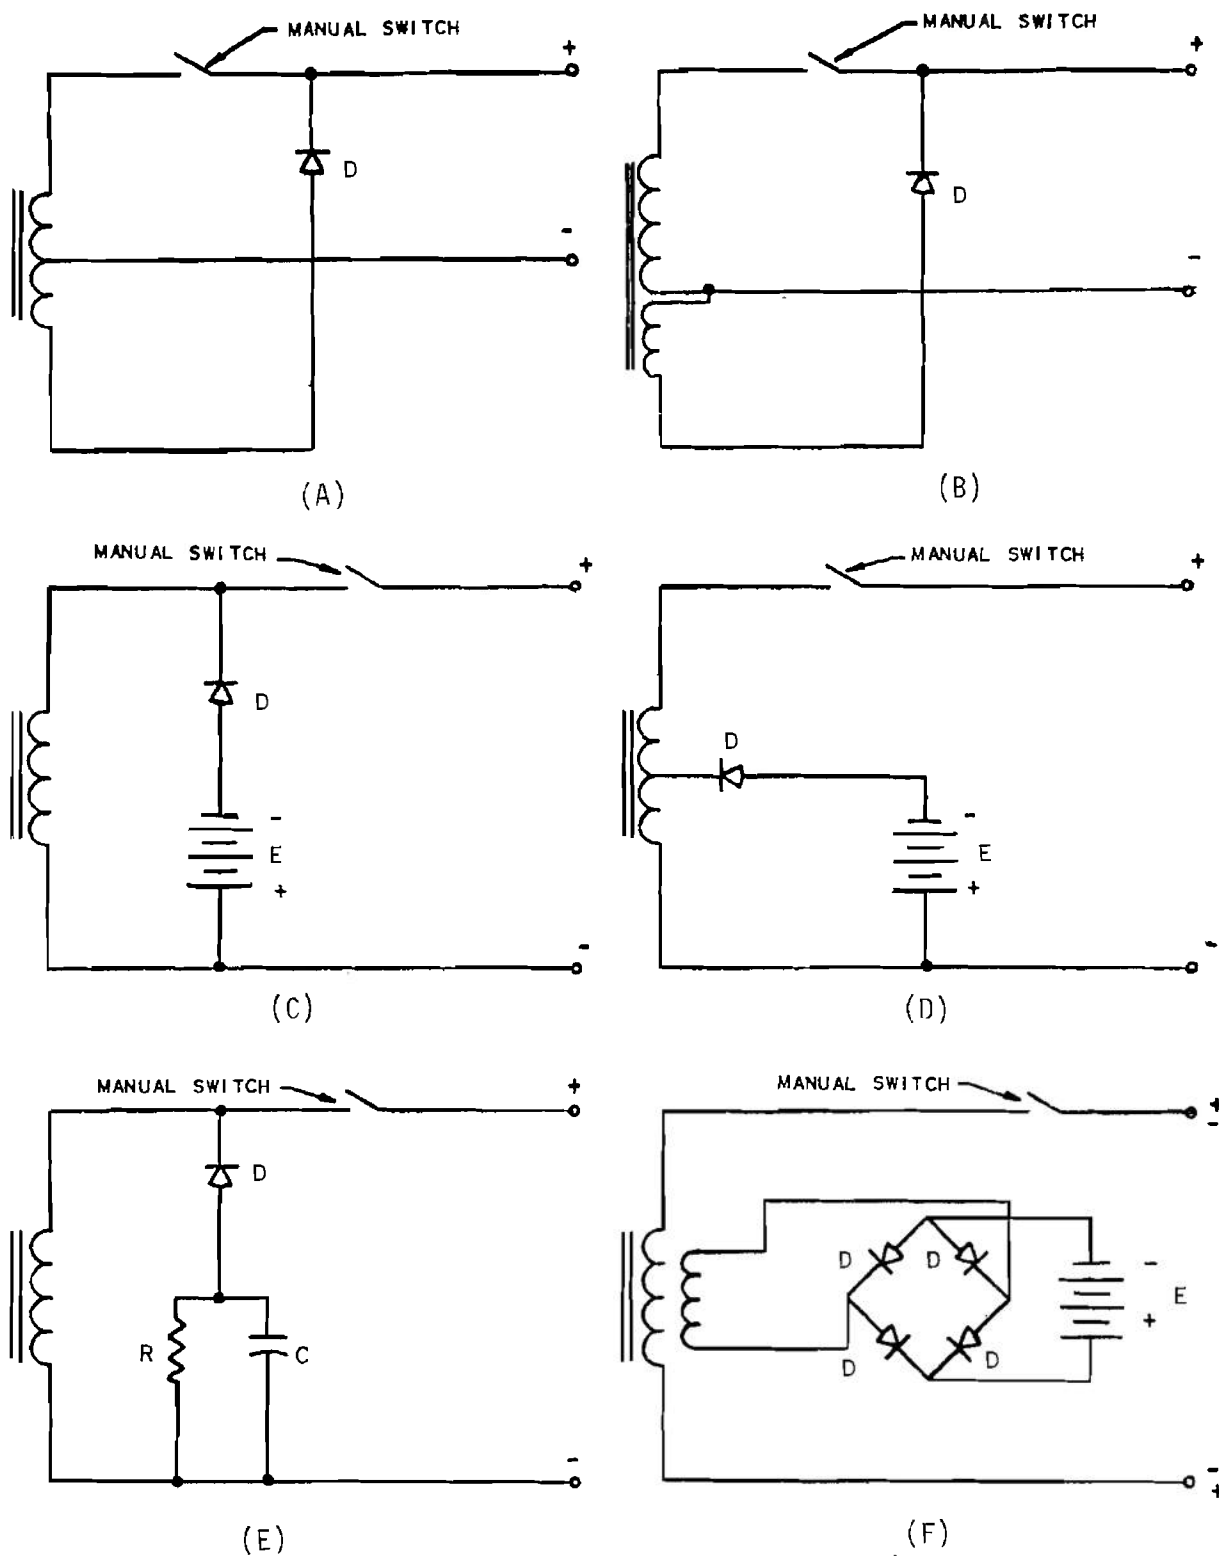 MANUAL SWITCH
+
D
-
(A)
MANUAL SWITCH
+
D
-
(B)
MANUAL SWITCH
+
D
-
E
+
-
(C)
MANUAL SWITCH
+
D
-
E
+
-
(D)
MANUAL SWITCH
+
D
R
C
-
(E)
MANUAL SWITCH
+
-
D
D
-
E
+
D
D
-
+
(F)